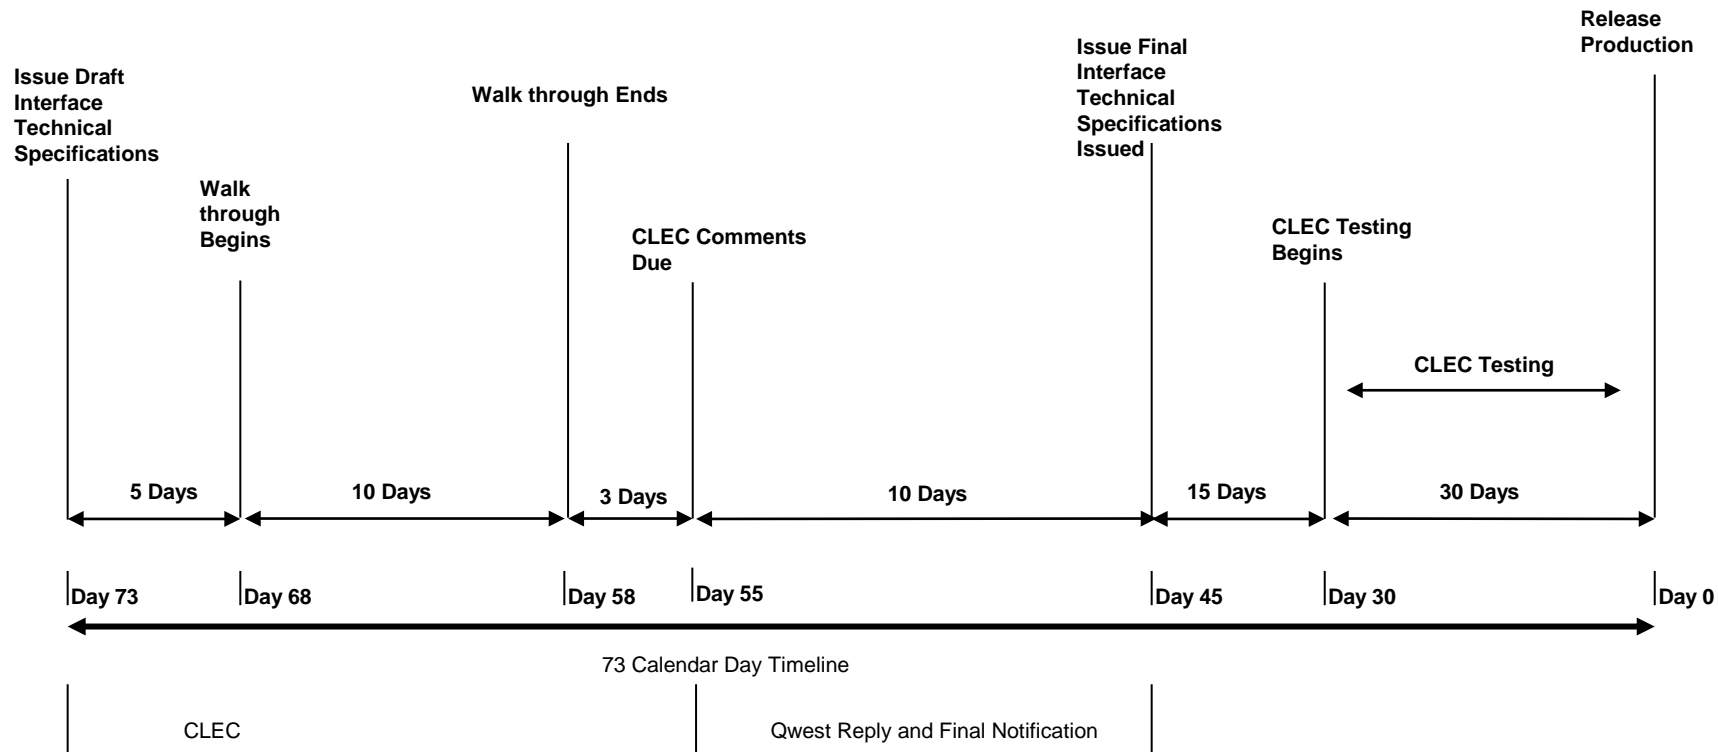 Release
Production
Issue Final
Interface
Technical
Specifications
Issued
Issue Draft
Interface
Technical
Specifications
Walk through Ends
Walk
through
Begins
CLEC Comments
Due
CLEC Testing
Begins
CLEC Testing
5 Days
10 Days
3 Days
10 Days
15 Days
30 Days
Day 73
Day 68
Day 58
Day 55
Day 45
Day 30
Day 0
73 Calendar Day Timeline
CLEC
Qwest Reply and Final Notification